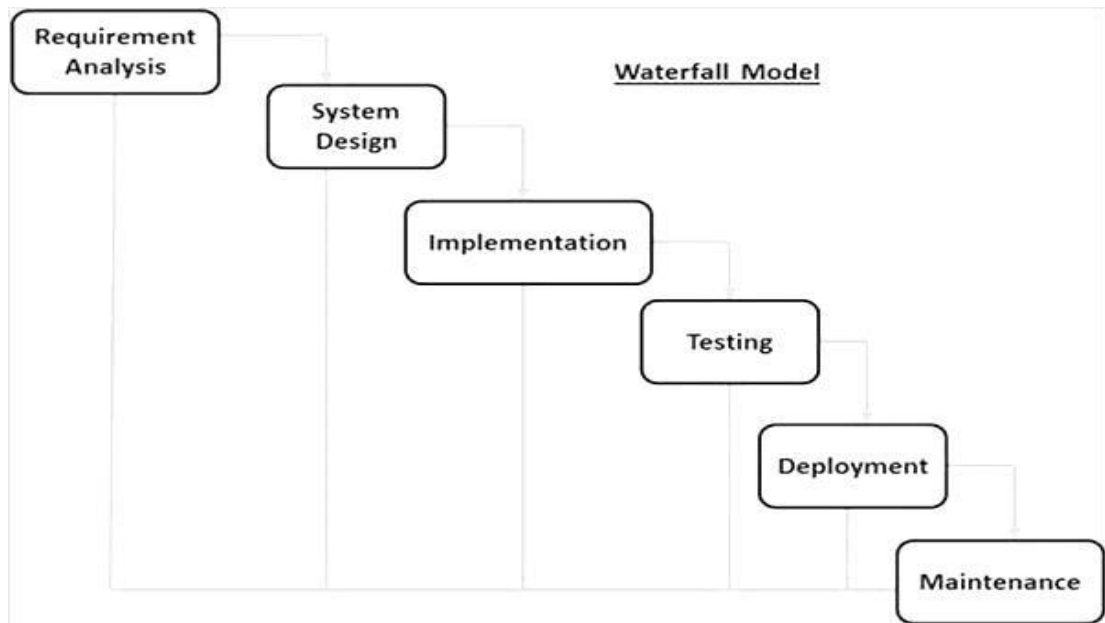 Requirement
Analysis
Waterfall Model
System
Design
Implementation
Testing
Deployment
Maintenance